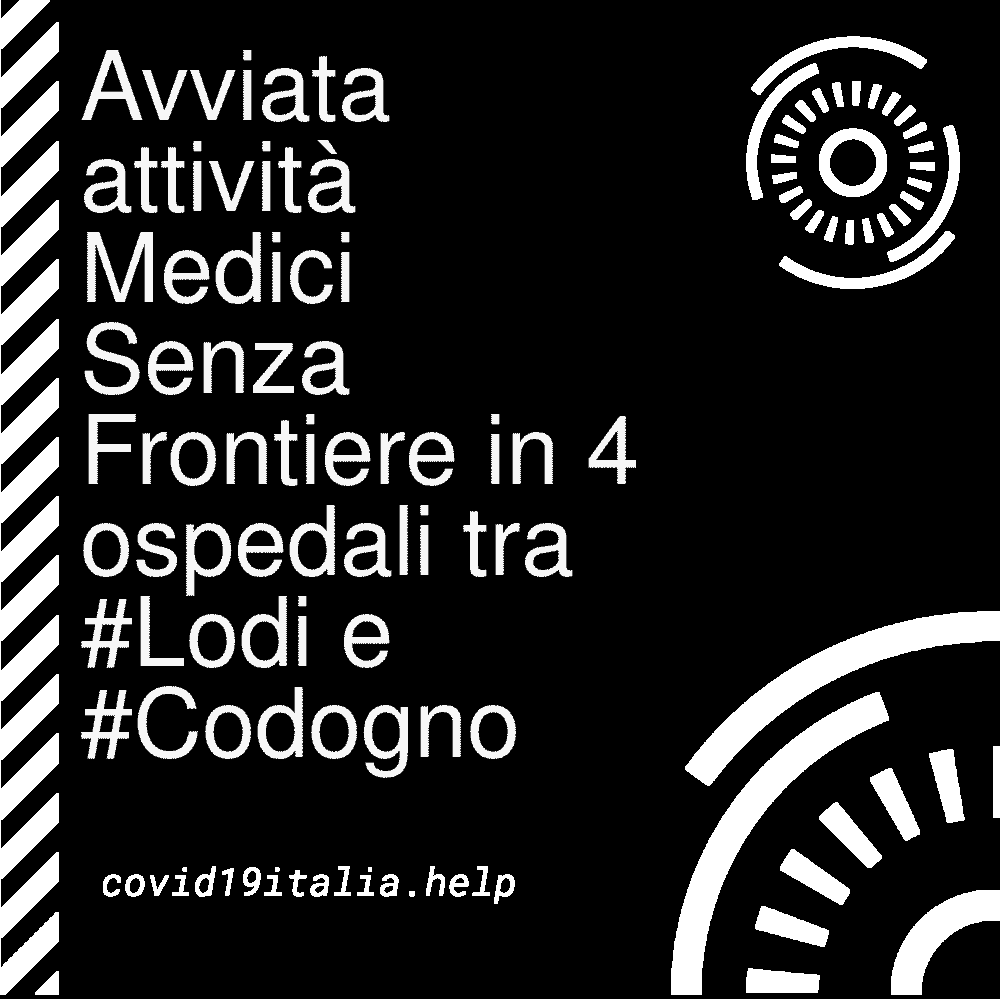 Avviata
attività
Medici
Senza
Frontiere in 4
ospedali tra
#Lodi e
#Codogno
covid19italia.help